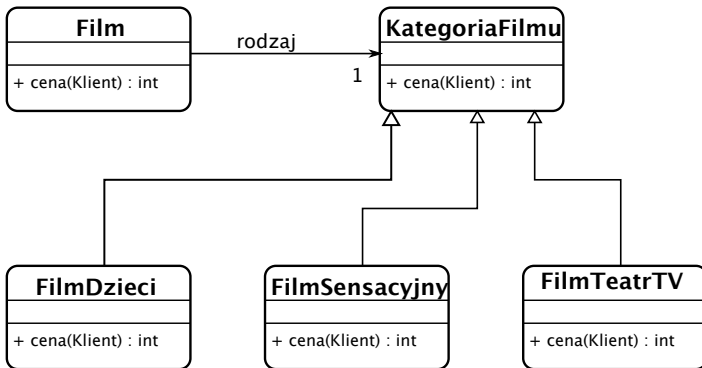 Film
+ cena(Klient) : int
rodzaj
1
KategoriaFilmu
+ cena(Klient) : int
FilmDzieci
+ cena(Klient) : int
FilmSensacyjny
+ cena(Klient) : int
FilmTeatrTV
+ cena(Klient) : int